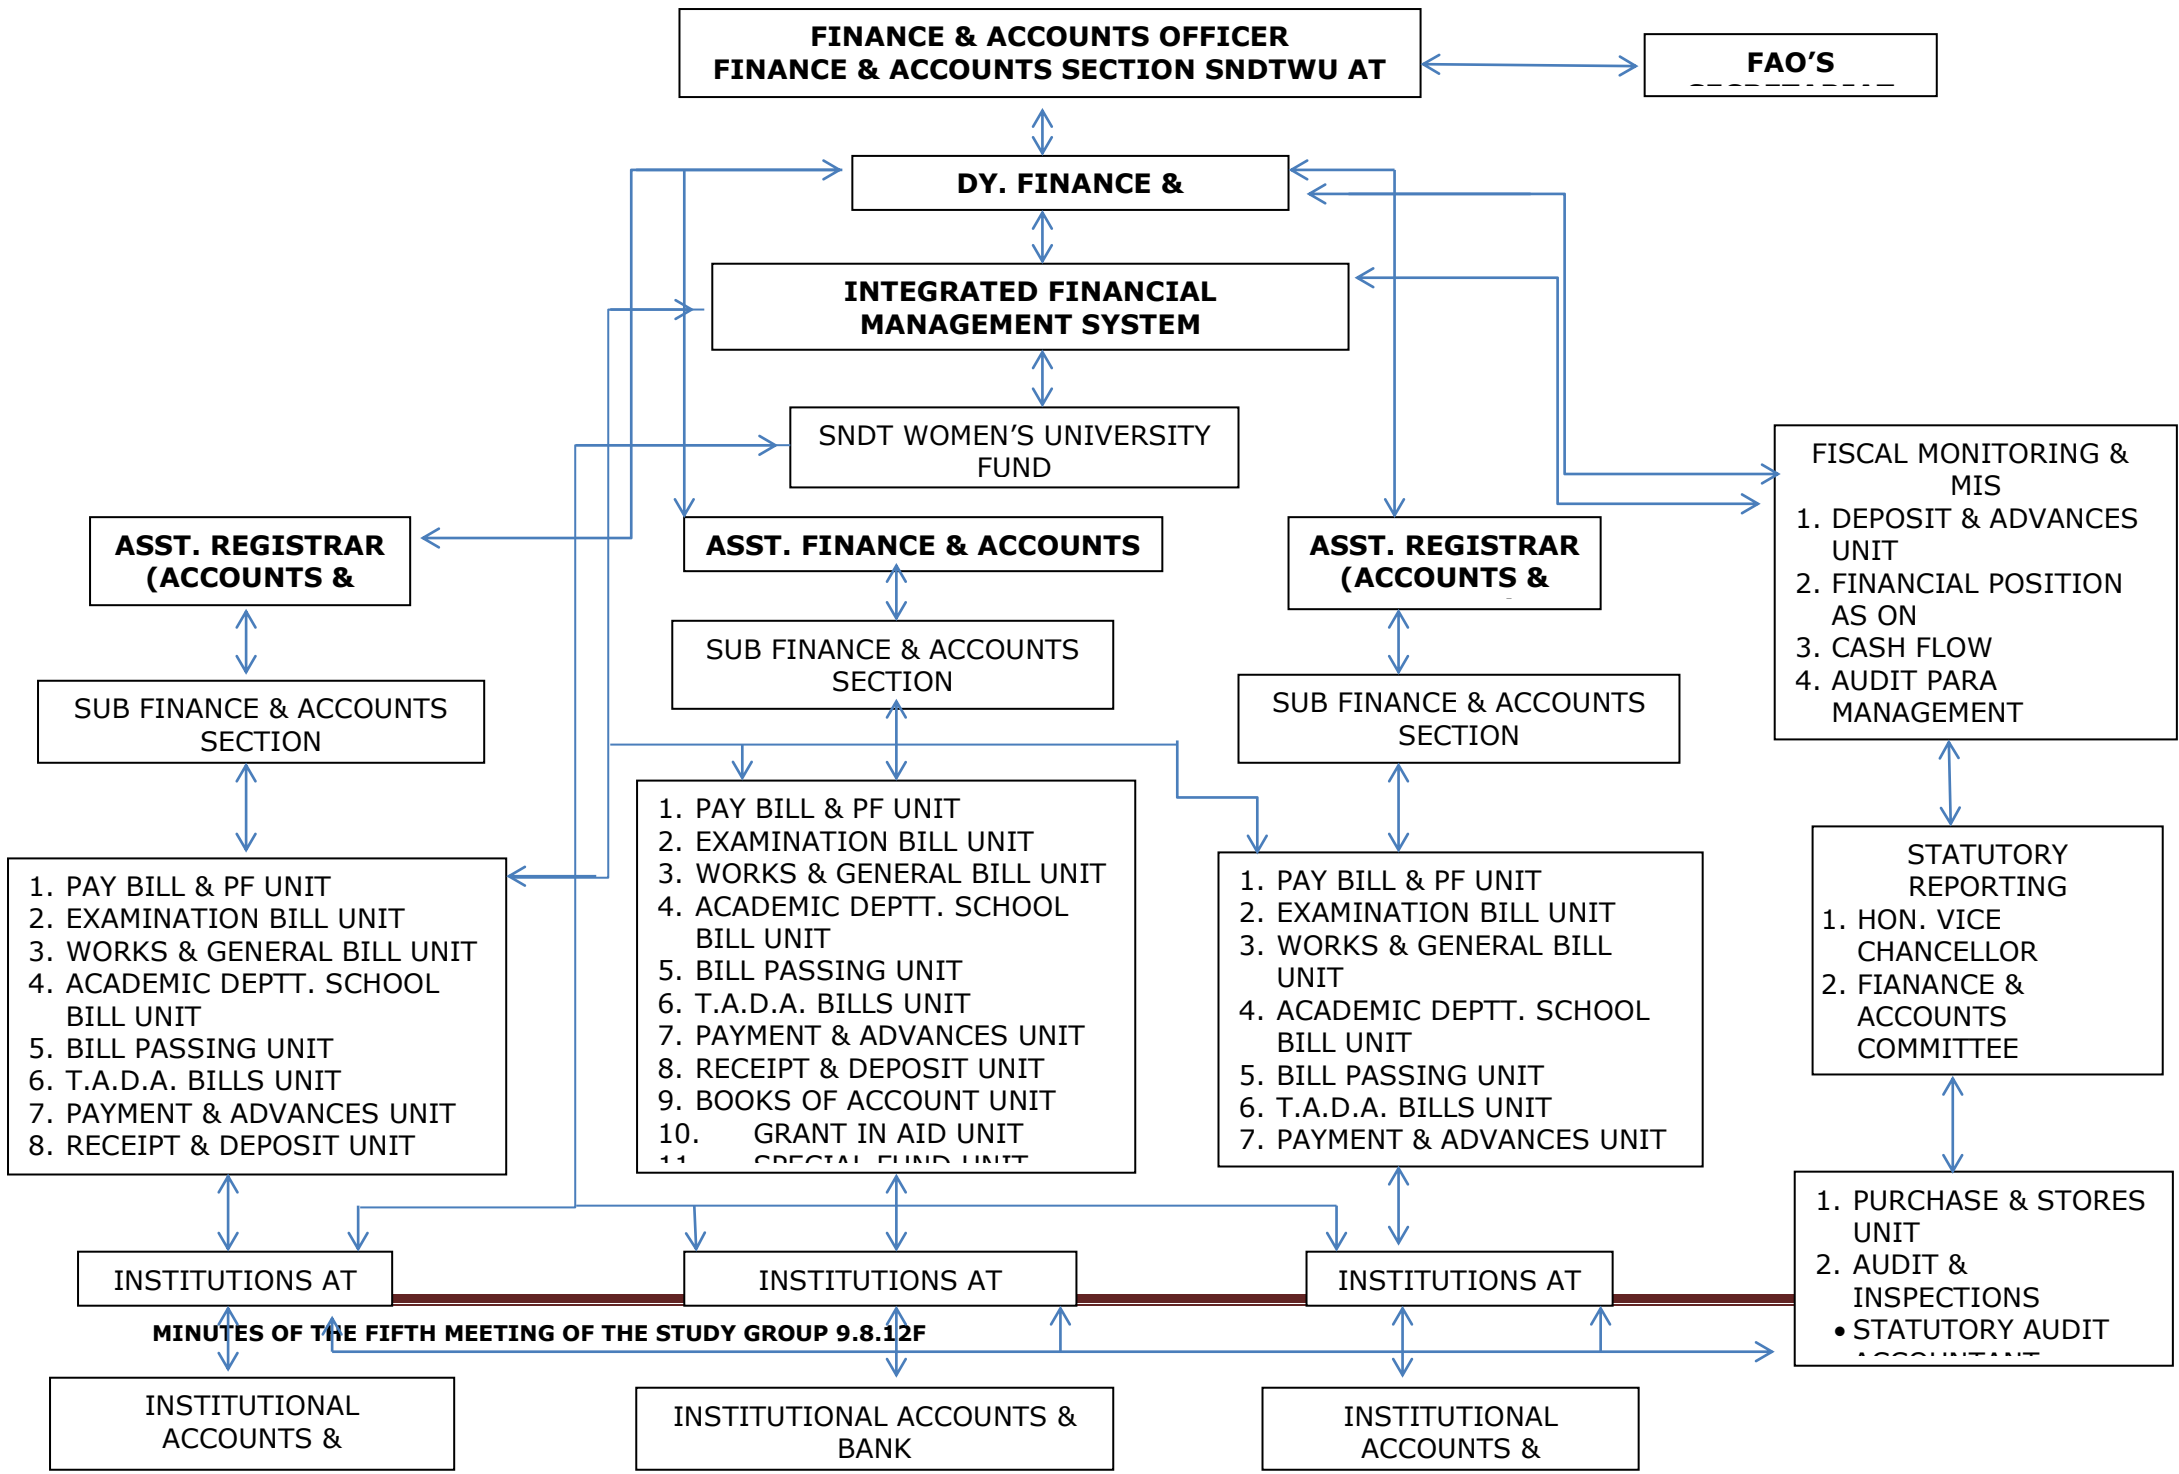 FINANCE & ACCOUNTS OFFICER
FINANCE & ACCOUNTS SECTION SNDTWU AT
FAO’S
DY. FINANCE &
INTEGRATED FINANCIAL
MANAGEMENT SYSTEM
SNDT WOMEN’S UNIVERSITY
FUND
FISCAL MONITORING &
MIS
1. DEPOSIT & ADVANCES
UNIT
2. FINANCIAL POSITION
AS ON
3. CASH FLOW
4. AUDIT PARA
MANAGEMENT
ASST. REGISTRAR
(ACCOUNTS &
ASST. FINANCE & ACCOUNTS
ASST. REGISTRAR
(ACCOUNTS &
SUB FINANCE & ACCOUNTS
SECTION
SUB FINANCE & ACCOUNTS
SECTION
SUB FINANCE & ACCOUNTS
SECTION
1. PAY BILL & PF UNIT
2. EXAMINATION BILL UNIT
3. WORKS & GENERAL BILL UNIT
4. ACADEMIC DEPTT. SCHOOL
BILL UNIT
5. BILL PASSING UNIT
6. T.A.D.A. BILLS UNIT
7. PAYMENT & ADVANCES UNIT
8. RECEIPT & DEPOSIT UNIT
1. PAY BILL & PF UNIT
2. EXAMINATION BILL UNIT
3. WORKS & GENERAL BILL UNIT
4. ACADEMIC DEPTT. SCHOOL
BILL UNIT
5. BILL PASSING UNIT
6. T.A.D.A. BILLS UNIT
7. PAYMENT & ADVANCES UNIT
8. RECEIPT & DEPOSIT UNIT
9. BOOKS OF ACCOUNT UNIT
10. GRANT IN AID UNIT
11. SPECIAL FUND UNIT
1. PAY BILL & PF UNIT
2. EXAMINATION BILL UNIT
3. WORKS & GENERAL BILL
UNIT
4. ACADEMIC DEPTT. SCHOOL
BILL UNIT
5. BILL PASSING UNIT
6. T.A.D.A. BILLS UNIT
7. PAYMENT & ADVANCES UNIT
STATUTORY
REPORTING
1. HON. VICE
CHANCELLOR
2. FIANANCE &
ACCOUNTS
COMMITTEE
1. PURCHASE & STORES
UNIT
2. AUDIT &
INSPECTIONS
• STATUTORY AUDIT
INSTITUTIONS AT
INSTITUTIONS AT
INSTITUTIONS AT
MINUTES OF THE FIFTH MEETING OF THE STUDY GROUP 9.8.12F
INSTITUTIONAL
ACCOUNTS &
INSTITUTIONAL ACCOUNTS &
BANK
INSTITUTIONAL
ACCOUNTS &